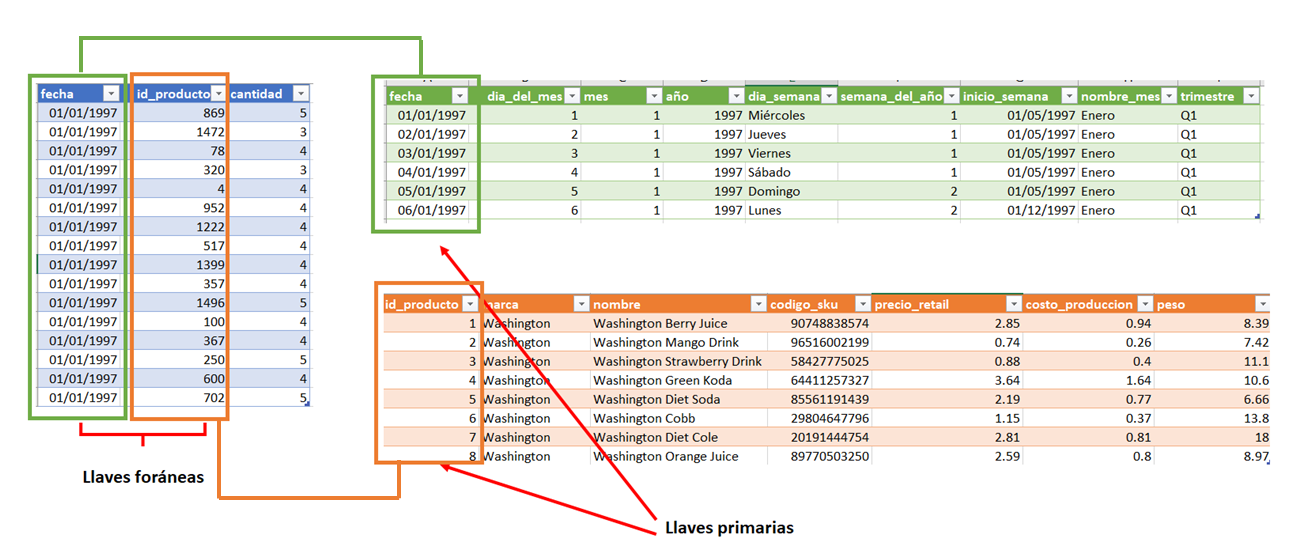 fecha id_producto cantidad
01/01/1997 869 5
01/01/1997 1472 3
01/01/1997 78 4
01/01/1997 320 3
01/01/1997 4 4
01/01/1997 952 4
01/01/1997 1222 4
01/01/1997 517 4
01/01/1997 1399 4
01/01/1997 357 4
01/01/1997 1496 5
01/01/1997 100 4
01/01/1997 367 4
01/01/1997 250 5
01/01/1997 600 4
01/01/1997 702 5
Llaves foráneas
fecha dia_del_mes mes año dia_semana semana_del_año inicio_semana nombre_mes trimestre
01/01/1997 1 1 1997 Miércoles 1 01/05/1997 Enero Q1
02/01/1997 2 1 1997 Jueves 1 01/05/1997 Enero Q1
03/01/1997 3 1 1997 Viernes 1 01/05/1997 Enero Q1
04/01/1997 4 1 1997 Sábado 1 01/05/1997 Enero Q1
05/01/1997 5 1 1997 Domingo 2 01/05/1997 Enero Q1
06/01/1997 6 1 1997 Lunes 2 01/12/1997 Enero Q1
id_producto marca nombre codigo_sku precio_retail costo_produccion peso
1 Washington Washington Berry Juice 90748838574 2.85 0.94 8.39
2 Washington Washington Mango Drink 96516002199 0.74 0.26 7.42
3 Washington Washington Strawberry Drink 58427775025 0.88 0.4 11.1
4 Washington Washington Green Koda 64411257327 3.64 1.64 10.6
5 Washington Washington Diet Soda 85561191439 2.19 0.77 6.66
6 Washington Washington Cobb 29804647796 1.15 0.37 13.8
7 Washington Washington Diet Cole 20191444754 2.81 0.81 18
8 Washington Washington Orange Juice 89770503250 2.59 0.8 8.97
Llaves primarias